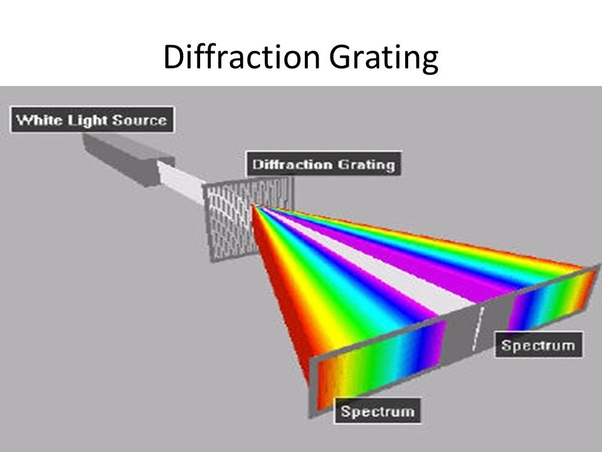 Diffraction Grating
White Light Source
Diffraction Grating
Spectrum
Spectrum